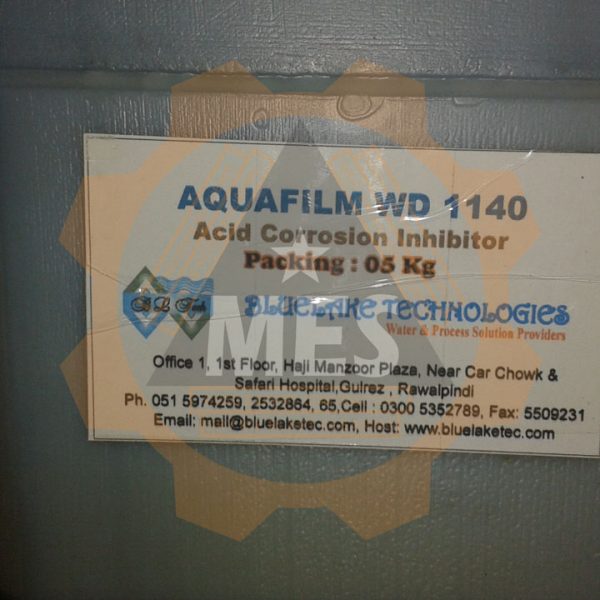 AQUAFILM WD 1140
Acid Corrosion Inhibitor
Packing : 05 Kg
B L Tech
BLUELAKE TECHNOLOGIES
Water & Process Solution Providers
MES
Office 1, 1st Floor, Haji Manzoor Plaza, Near Car Chowk &
Safari Hospital,Gulrez , Rawalpindi
Ph. 051 5974259, 2532864, 65,Cell : 0300 5352789, Fax: 5509231
Email: mail@bluelaketec.com, Host: www.bluelaketec.com